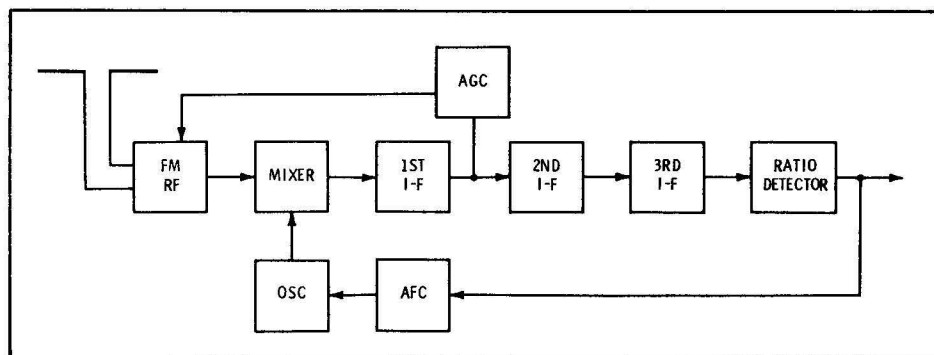 AGC
FM
RF
MIXER
1ST
I-F
2ND
I-F
3RD
I-F
RATIO
DETECTOR
OSC
AFC